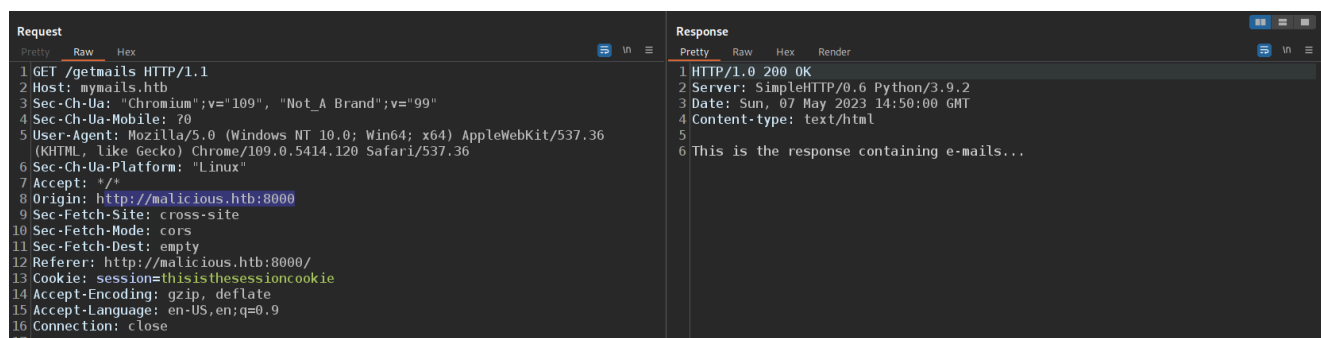 Request
Pretty Raw Hex \n
1 GET /getmails HTTP/1.1
2 Host: mymails.htb
3 Sec-Ch-Ua: "Chromium";v="109", "Not_A Brand";v="99"
4 Sec-Ch-Ua-Mobile: ?0
5 User-Agent: Mozilla/5.0 (Windows NT 10.0; Win64; x64) AppleWebKit/537.36
(KHTML, like Gecko) Chrome/109.0.5414.120 Safari/537.36
6 Sec-Ch-Ua-Platform: "Linux"
7 Accept: */*
8 Origin: http://malicious.htb:8000
9 Sec-Fetch-Site: cross-site
10 Sec-Fetch-Mode: cors
11 Sec-Fetch-Dest: empty
12 Referer: http://malicious.htb:8000/
13 Cookie: session=thisisthesessioncookie
14 Accept-Encoding: gzip, deflate
15 Accept-Language: en-US,en;q=0.9
16 Connection: close
Response
Pretty Raw Hex Render \n
1 HTTP/1.0 200 OK
2 Server: SimpleHTTP/0.6 Python/3.9.2
3 Date: Sun, 07 May 2023 14:50:00 GMT
4 Content-type: text/html
5
6 This is the response containing e-mails...